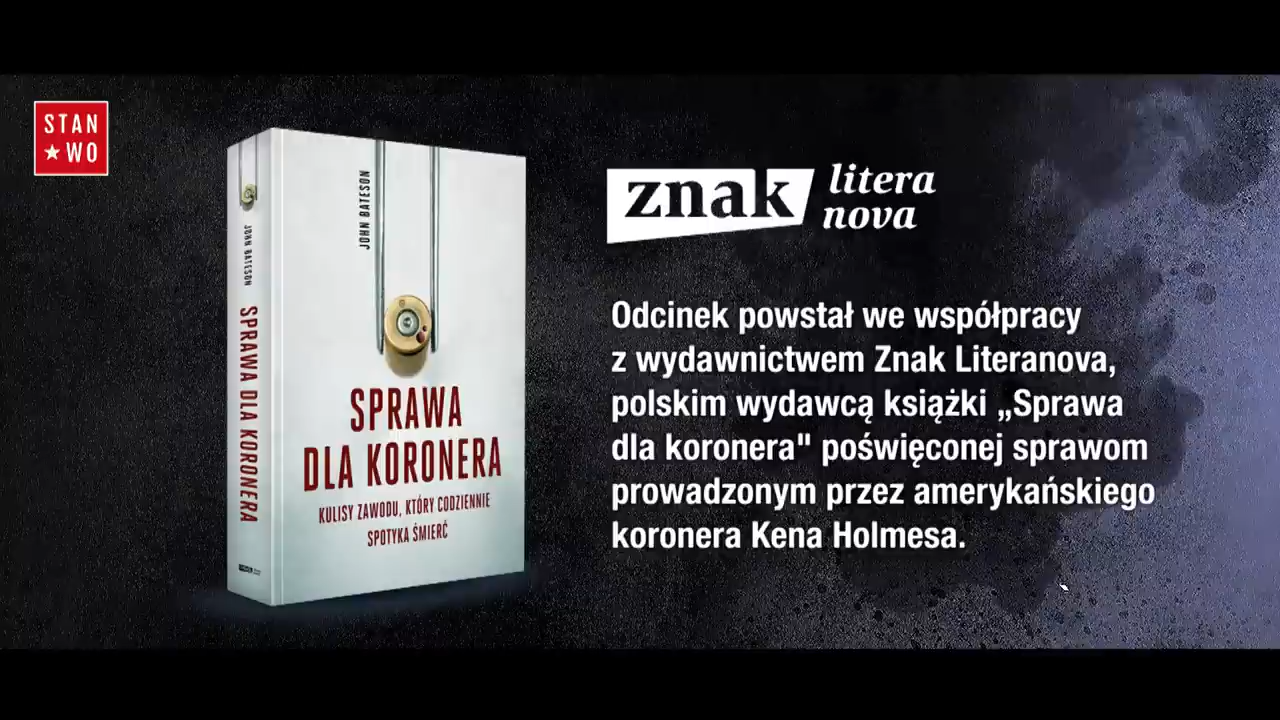 STAN
★WO
JOHN BATESON
SPRAWA DLA KORONERA
JOHN BATESON
SPRAWA
DLA KORONERA
KULISY ZAWODU, KTÓRY CODZIENNIE
SPOTYKA ŚMIERĆ
znak litera
nova
Odcinek powstał we współpracy
z wydawnictwem Znak Literanova,
polskim wydawcą książki „Sprawa
dla koronera" poświęconej sprawom
prowadzonym przez amerykańskiego
koronera Kena Holmesa.